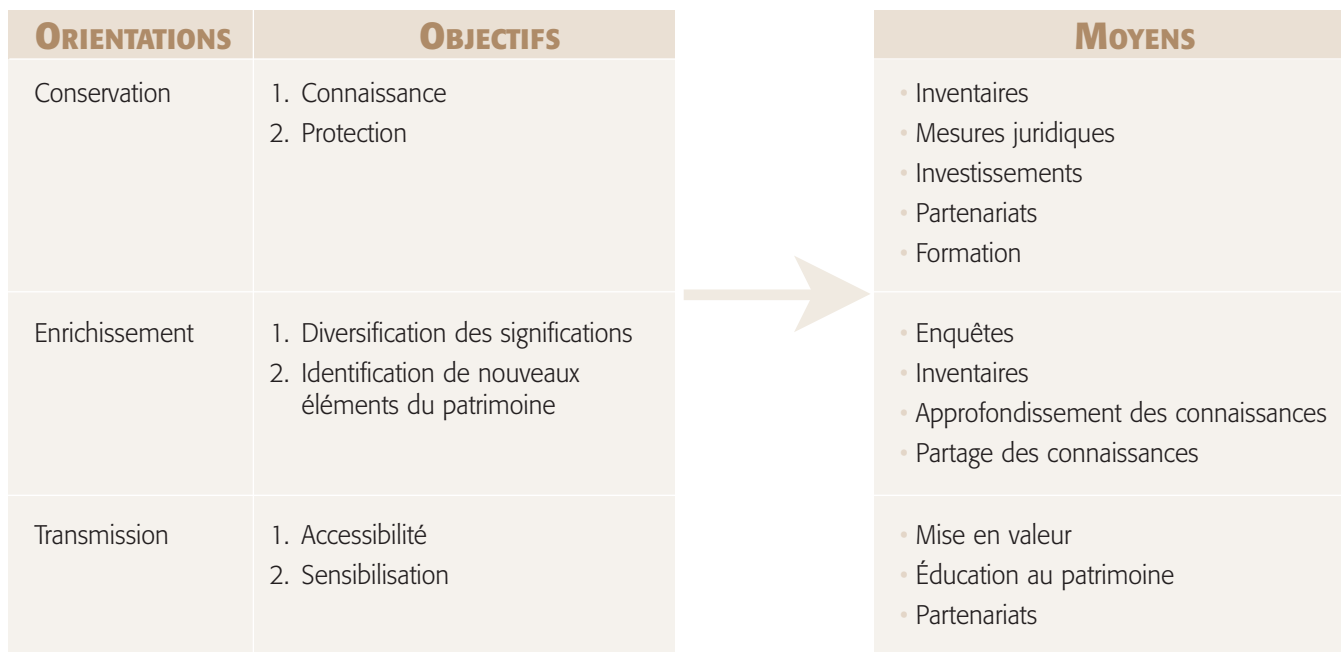 ORIENTATIONS
OBJECTIFS
MOYENS
Conservation
1. Connaissance
2. Protection
• Inventaires
• Mesures juridiques
• Investissements
• Partenariats
• Formation
Enrichissement
1. Diversification des significations
2. Identification de nouveaux
éléments du patrimoine
• Enquêtes
• Inventaires
• Approfondissement des connaissances
• Partage des connaissances
Transmission
1. Accessibilité
2. Sensibilisation
• Mise en valeur
• Éducation au patrimoine
• Partenariats